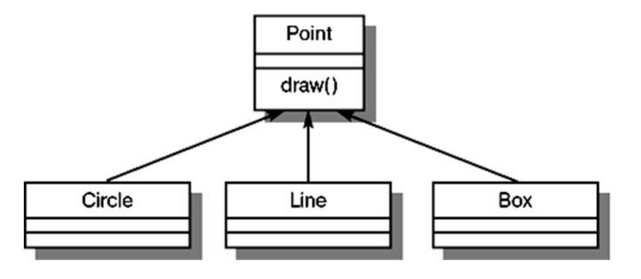 Point
draw()
Circle
Line
Box